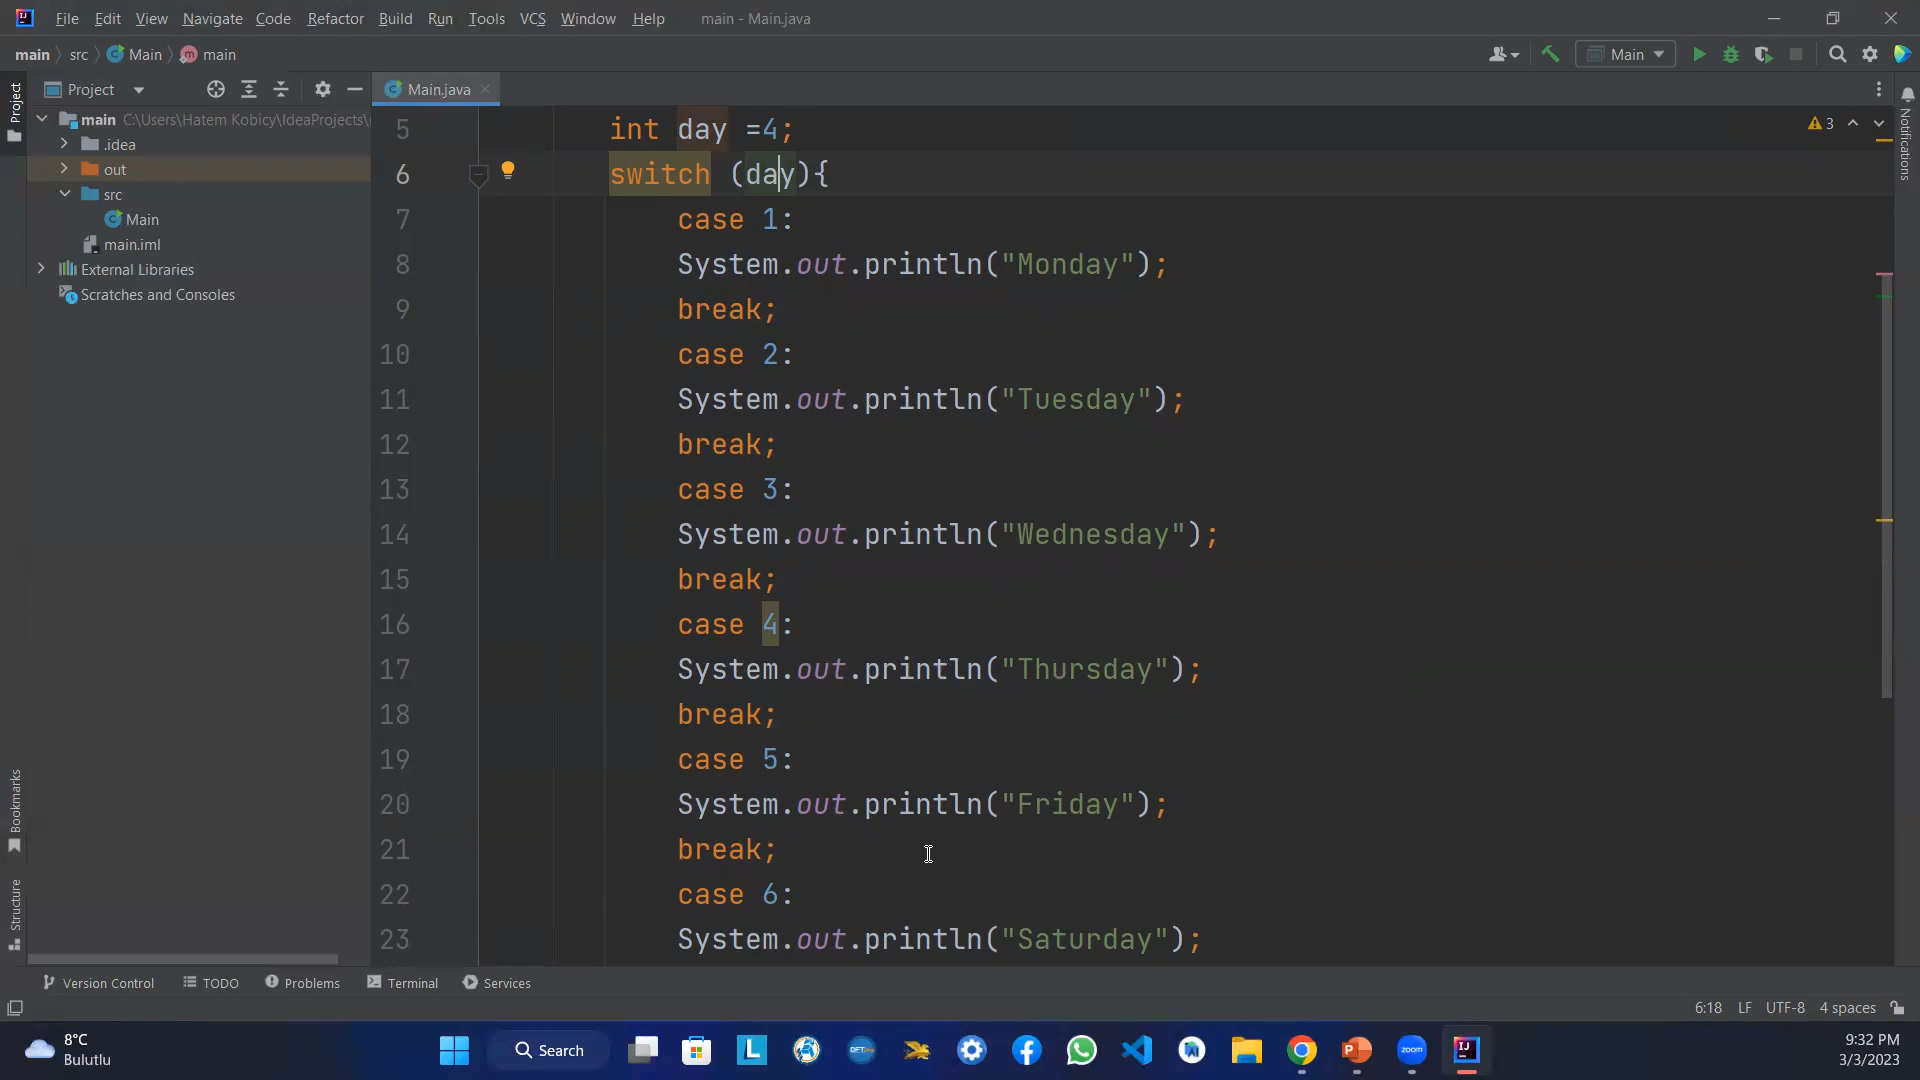 File Edit View Navigate Code Refactor Build Run Tools VCS Window Help main - Main.java
main src Main main Main
Project Main.java
main C:\Users\Hatem Kobicy\IdeaProjects\
.idea
out
src
Main
main.iml
External Libraries
Scratches and Consoles
Project
Bookmarks
Structure
Notifications
3
5 int day =4;
6 switch (day){
7 case 1:
8 System.out.println("Monday");
9 break;
10 case 2:
11 System.out.println("Tuesday");
12 break;
13 case 3:
14 System.out.println("Wednesday");
15 break;
16 case 4:
17 System.out.println("Thursday");
18 break;
19 case 5:
20 System.out.println("Friday");
21 break;
22 case 6:
23 System.out.println("Saturday");
Version Control TODO Problems Terminal Services
6:18 LF UTF-8 4 spaces
8°C
Bulutlu
Search
zoom
9:32 PM
3/3/2023